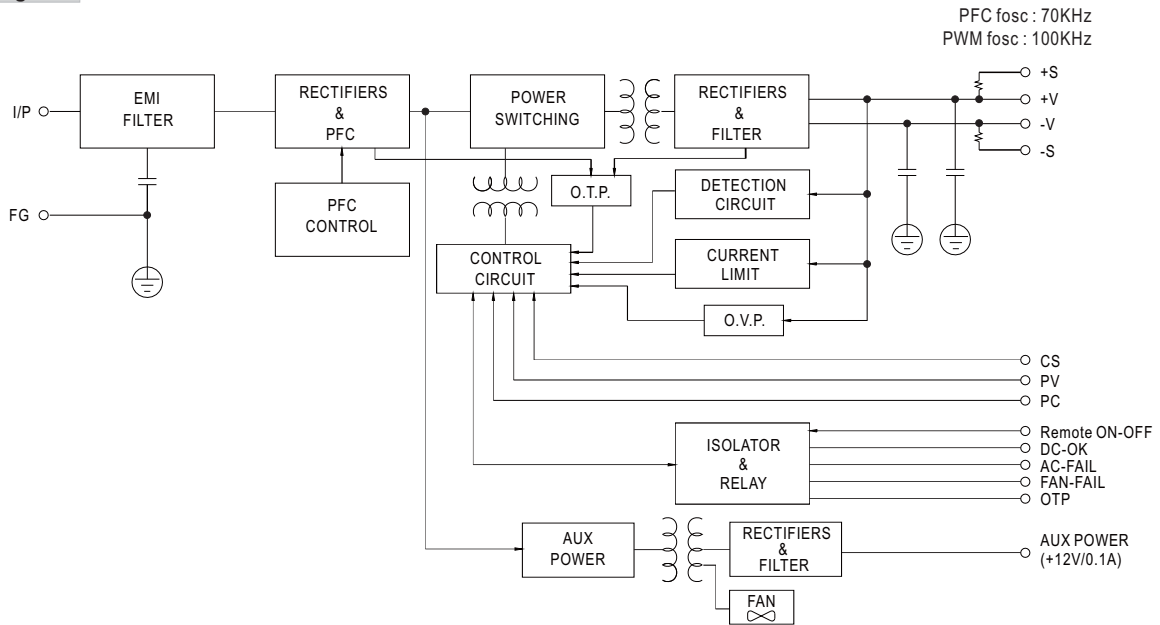 PFC fosc : 70KHz
PWM fosc : 100KHz
I/P
EMI
FILTER
RECTIFIERS
&
PFC
POWER
SWITCHING
RECTIFIERS
&
FILTER
+S
+V
-V
-S
FG
PFC
CONTROL
O.T.P.
DETECTION
CIRCUIT
CONTROL
CIRCUIT
CURRENT
LIMIT
O.V.P.
CS
PV
PC
ISOLATOR
&
RELAY
Remote ON-OFF
DC-OK
AC-FAIL
FAN-FAIL
OTP
AUX
POWER
RECTIFIERS
&
FILTER
AUX POWER
(+12V/0.1A)
FAN